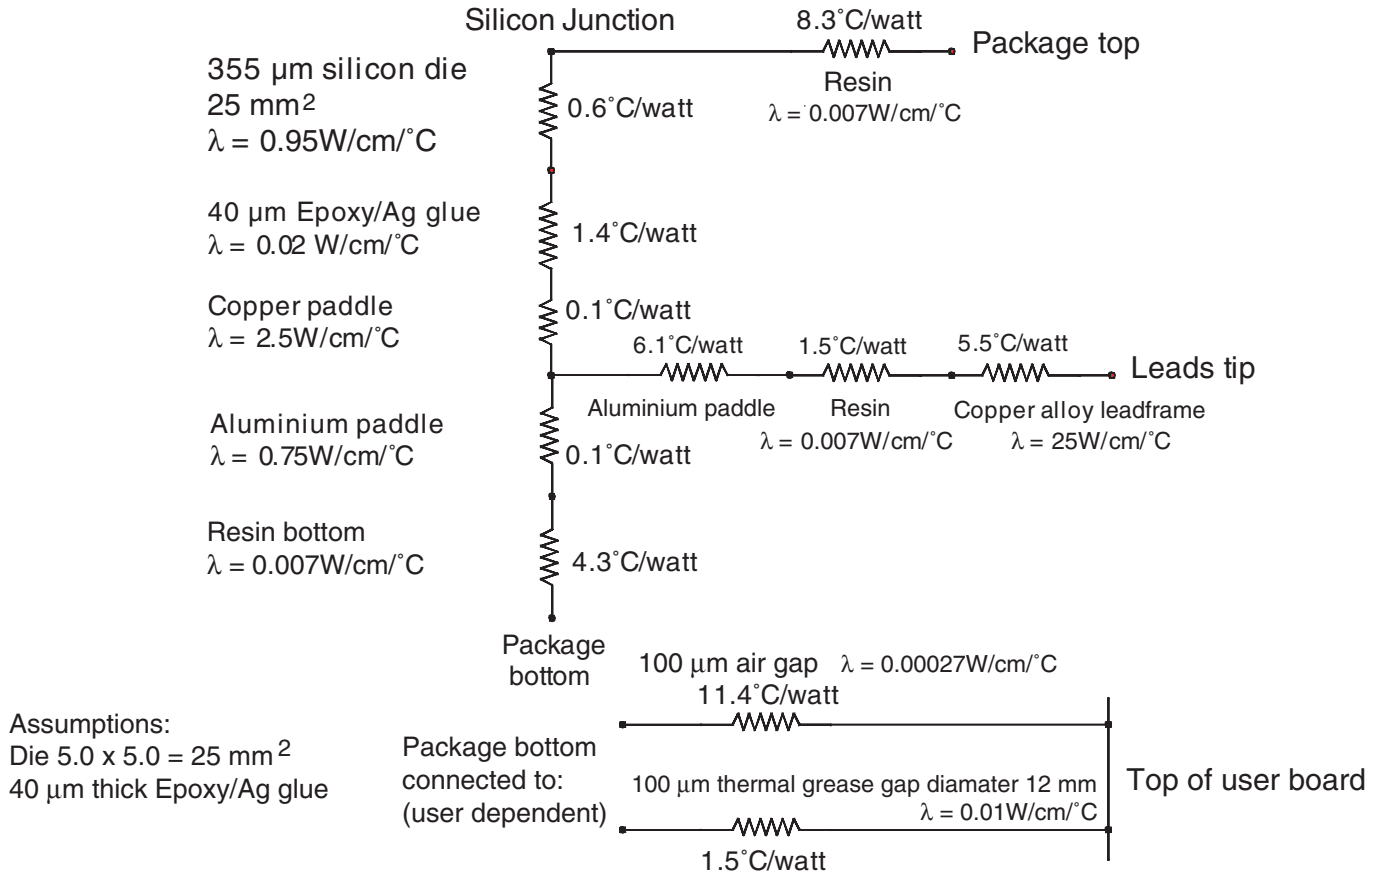 Silicon Junction
8.3°C/watt
Package top
Resin
λ = 0.007W/cm/°C
355 µm silicon die
25 mm2
λ = 0.95W/cm/°C
0.6°C/watt
40 µm Epoxy/Ag glue
λ = 0.02 W/cm/°C
1.4°C/watt
Copper paddle
λ = 2.5W/cm/°C
0.1°C/watt
6.1°C/watt
1.5°C/watt
5.5°C/watt
Leads tip
Aluminium paddle
Resin
λ = 0.007W/cm/°C
Copper alloy leadframe
λ = 25W/cm/°C
Aluminium paddle
λ = 0.75W/cm/°C
0.1°C/watt
Resin bottom
λ = 0.007W/cm/°C
4.3°C/watt
Package
bottom
100 µm air gap λ = 0.00027W/cm/°C
11.4°C/watt
Assumptions:
Die 5.0 x 5.0 = 25 mm 2
40 µm thick Epoxy/Ag glue
Package bottom
connected to:
(user dependent)
100 µm thermal grease gap diamater 12 mm
λ = 0.01W/cm/°C
1.5°C/watt
Top of user board